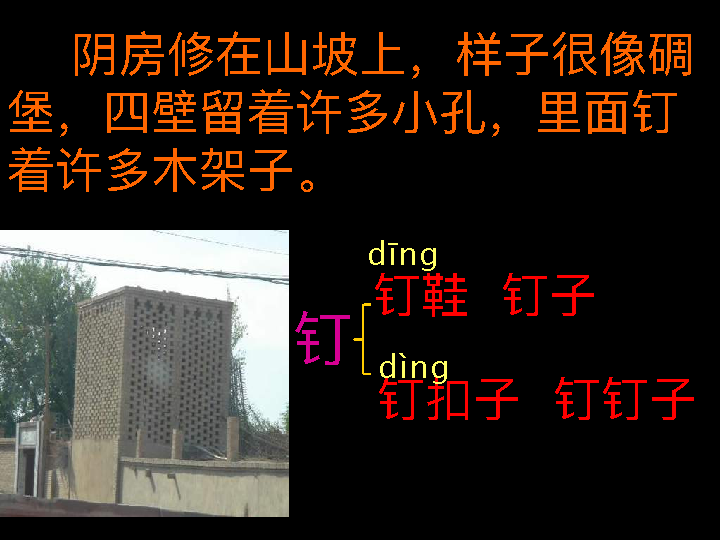 阴房修在山坡上，样子很像碉
堡，四壁留着许多小孔，里面钉
着许多木架子。
dīng
钉鞋 钉子
钉
dìng
钉扣子 钉钉子